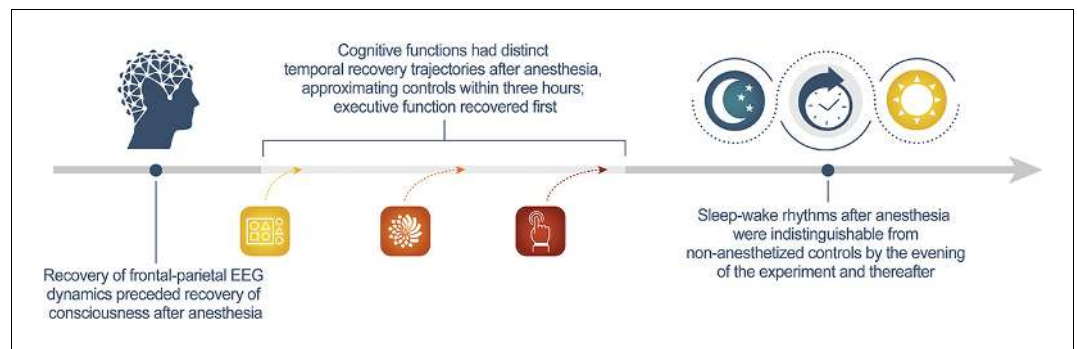 Cognitive functions had distinct
temporal recovery trajectories after anesthesia,
approximating controls within three hours;
executive function recovered first
Recovery of frontal-parietal EEG
dynamics preceded recovery of
consciousness after anesthesia
Sleep-wake rhythms after anesthesia
were indistinguishable from
non-anesthetized controls by the evening
of the experiment and thereafter